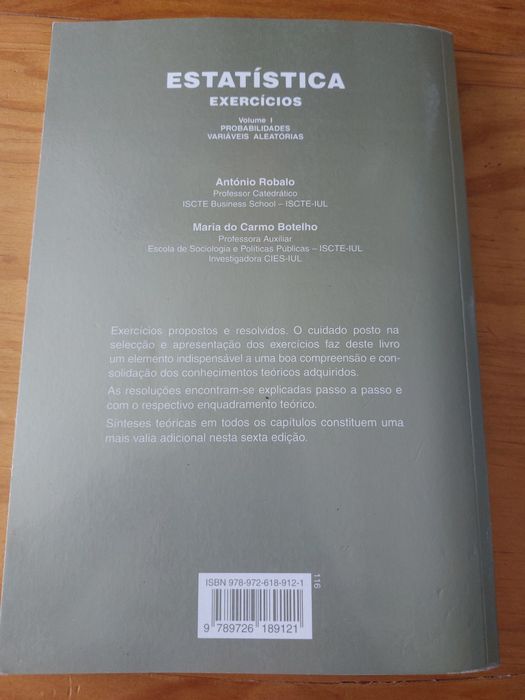 ESTATÍSTICA
EXERCÍCIOS
Volume I
PROBABILIDADES
VARIÁVEIS ALEATÓRIAS
António Robalo
Professor Catedrático
ISCTE Business School – ISCTE-IUL
Maria do Carmo Botelho
Professora Auxiliar
Escola de Sociologia e Políticas Públicas – ISCTE-IUL
Investigadora CIES-IUL
Exercícios propostos e resolvidos. O cuidado posto na
selecção e apresentação dos exercícios faz deste livro
um elemento indispensável a uma boa compreensão e con-
solidação dos conhecimentos teóricos adquiridos.
As resoluções encontram-se explicadas passo a passo e
com o respectivo enquadramento teórico.
Sínteses teóricas em todos os capítulos constituem uma
mais valia adicional nesta sexta edição.
ISBN 978-972-618-912-1
116
9 789726 189121